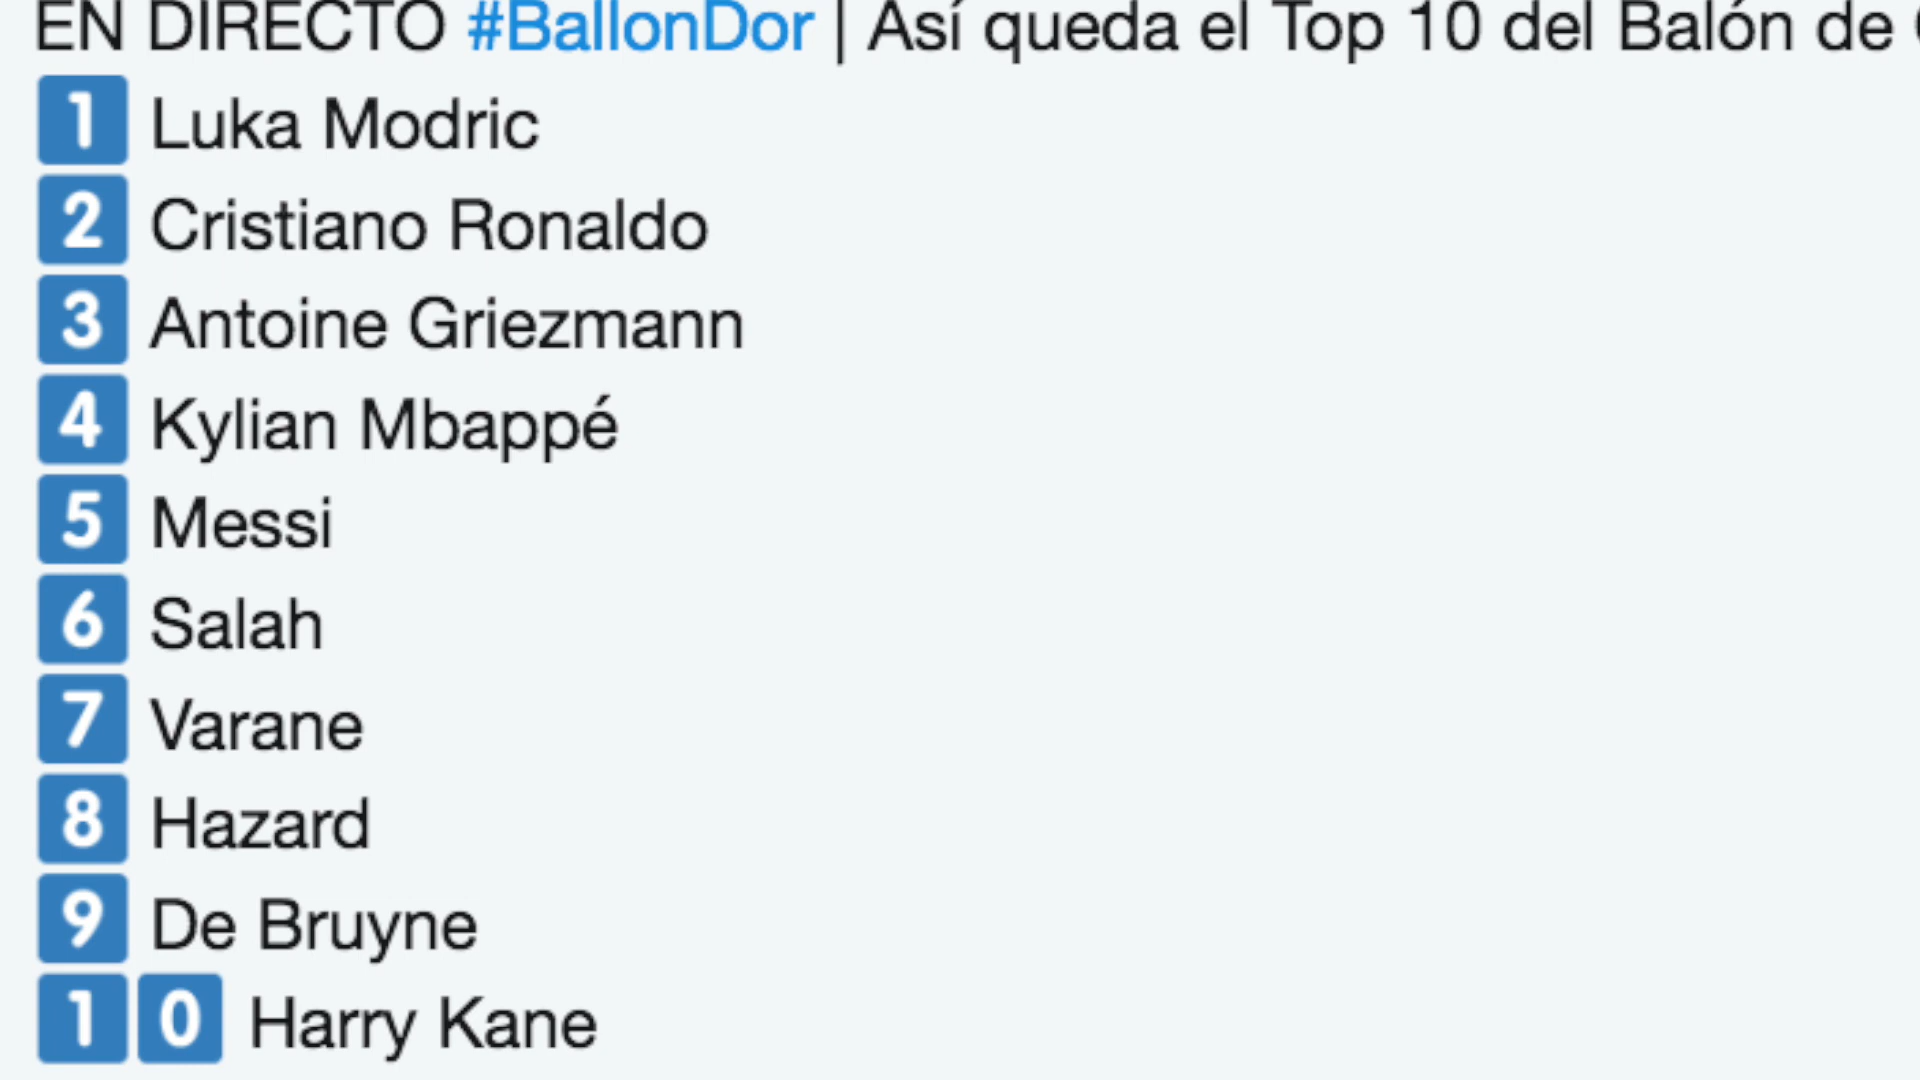 EN DIRECTO #BallonDor | Así queda el Top 10 del Balón de
1 Luka Modric
2 Cristiano Ronaldo
3 Antoine Griezmann
4 Kylian Mbappé
5 Messi
6 Salah
7 Varane
8 Hazard
9 De Bruyne
10 Harry Kane